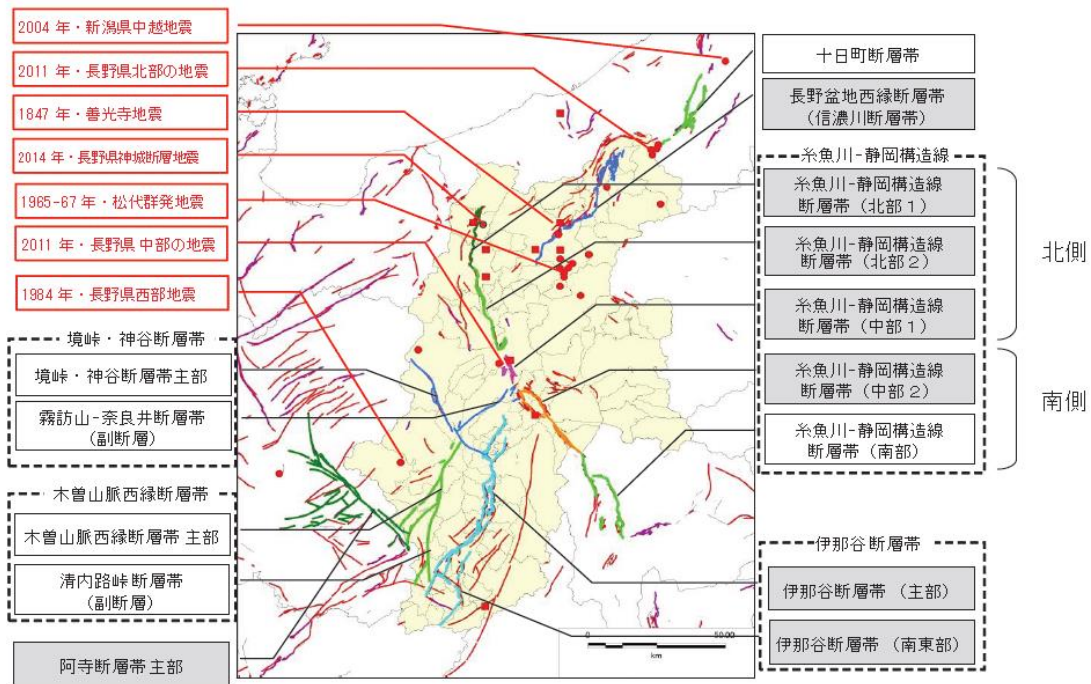 2004 年・新潟県中越地震
2011 年・長野県北部の地震
1847 年・善光寺地震
2014 年・長野県神城断層地震
1965-67 年・松代群発地震
2011 年・長野県 中部の地震
1984 年・長野県西部地震
境峠・神谷断層帯
境峠・神谷断層帯主部
霧訪山-奈良井断層帯
(副断層)
木曽山脈西縁断層帯
木曽山脈西縁断層帯 主部
清内路峠断層帯
(副断層)
阿寺断層帯 主部
十日町断層帯
長野盆地西縁断層帯
(信濃川断層帯)
糸魚川-静岡構造線
糸魚川-静岡構造線
断層帯 (北部1)
糸魚川-静岡構造線
断層帯 (北部2)
糸魚川-静岡構造線
断層帯 (中部1)
糸魚川-静岡構造線
断層帯 (中部2)
糸魚川-静岡構造線
断層帯 (南部)
北側
南側
伊那谷断層帯
伊那谷断層帯 (主部)
伊那谷断層帯 (南東部)
0 50.00
km